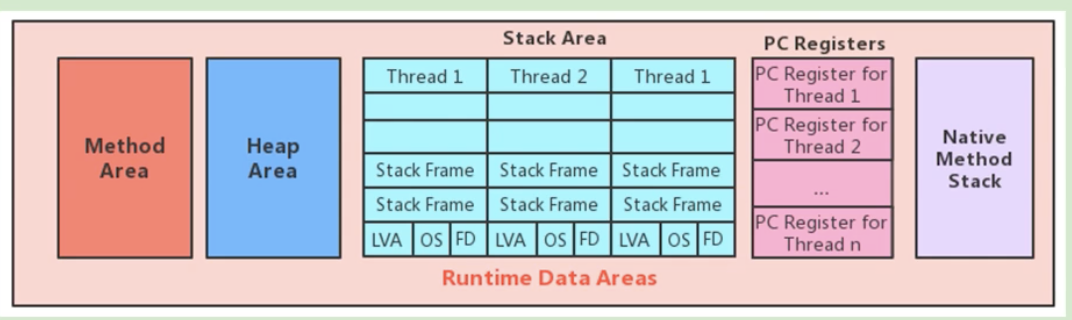 Stack Area
PC Registers
Method
Area
Heap
Area
Thread 1
Thread 2
Thread 1
Stack Frame
Stack Frame
Stack Frame
Stack Frame
Stack Frame
Stack Frame
LVA
OS
FD
LVA
OS
FD
LVA
OS
FD
PC Register for
Thread 1
PC Register for
Thread 2
...
PC Register for
Thread n
Native
Method
Stack
Runtime Data Areas